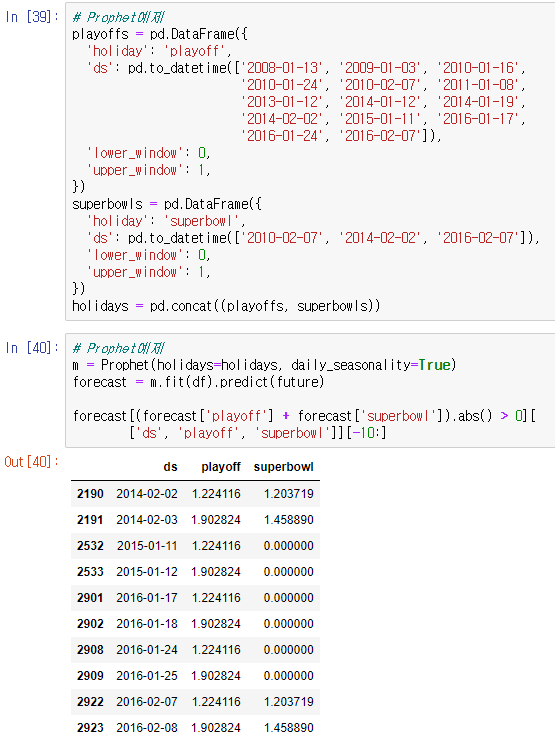 In [39]: # Prophet예제
playoffs = pd.DataFrame({
  'holiday': 'playoff',
  'ds': pd.to_datetime(['2008-01-13', '2009-01-03', '2010-01-16',
                        '2010-01-24', '2010-02-07', '2011-01-08',
                        '2013-01-12', '2014-01-12', '2014-01-19',
                        '2014-02-02', '2015-01-11', '2016-01-17',
                        '2016-01-24', '2016-02-07']),
  'lower_window': 0,
  'upper_window': 1,
})
superbowls = pd.DataFrame({
  'holiday': 'superbowl',
  'ds': pd.to_datetime(['2010-02-07', '2014-02-02', '2016-02-07']),
  'lower_window': 0,
  'upper_window': 1,
})
holidays = pd.concat((playoffs, superbowls))
In [40]: # Prophet예제
m = Prophet(holidays=holidays, daily_seasonality=True)
forecast = m.fit(df).predict(future)
forecast[(forecast['playoff'] + forecast['superbowl']).abs() > 0][
        ['ds', 'playoff', 'superbowl']][-10:]
Out[40]:
ds playoff superbowl
2190 2014-02-02 1.224116 1.203719
2191 2014-02-03 1.902824 1.458890
2532 2015-01-11 1.224116 0.000000
2533 2015-01-12 1.902824 0.000000
2901 2016-01-17 1.224116 0.000000
2902 2016-01-18 1.902824 0.000000
2908 2016-01-24 1.224116 0.000000
2909 2016-01-25 1.902824 0.000000
2922 2016-02-07 1.224116 1.203719
2923 2016-02-08 1.902824 1.458890